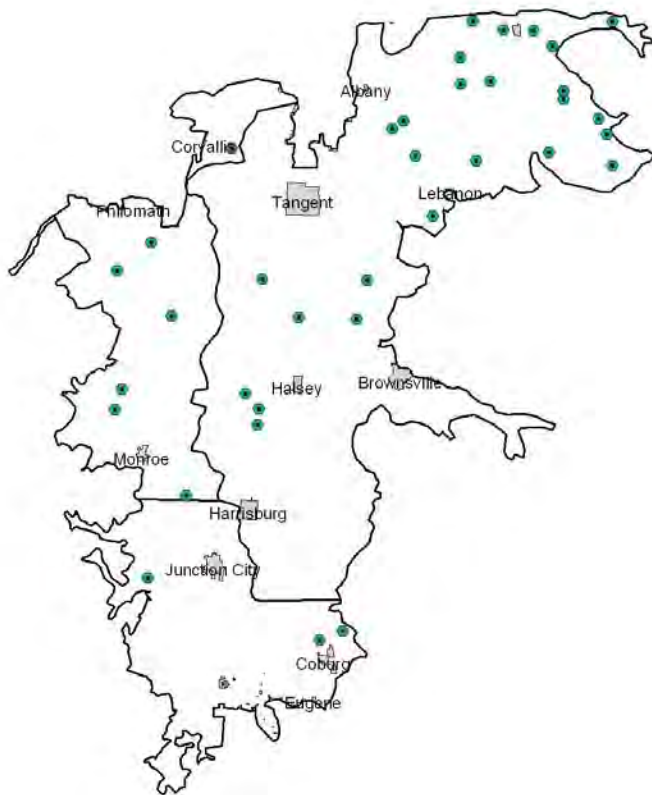 Albany
Corvallis
Lebanon
Tangent
Philomath
Brownsville
Halsey
Monroe
Harrisburg
Junction City
Coburg
Eugene